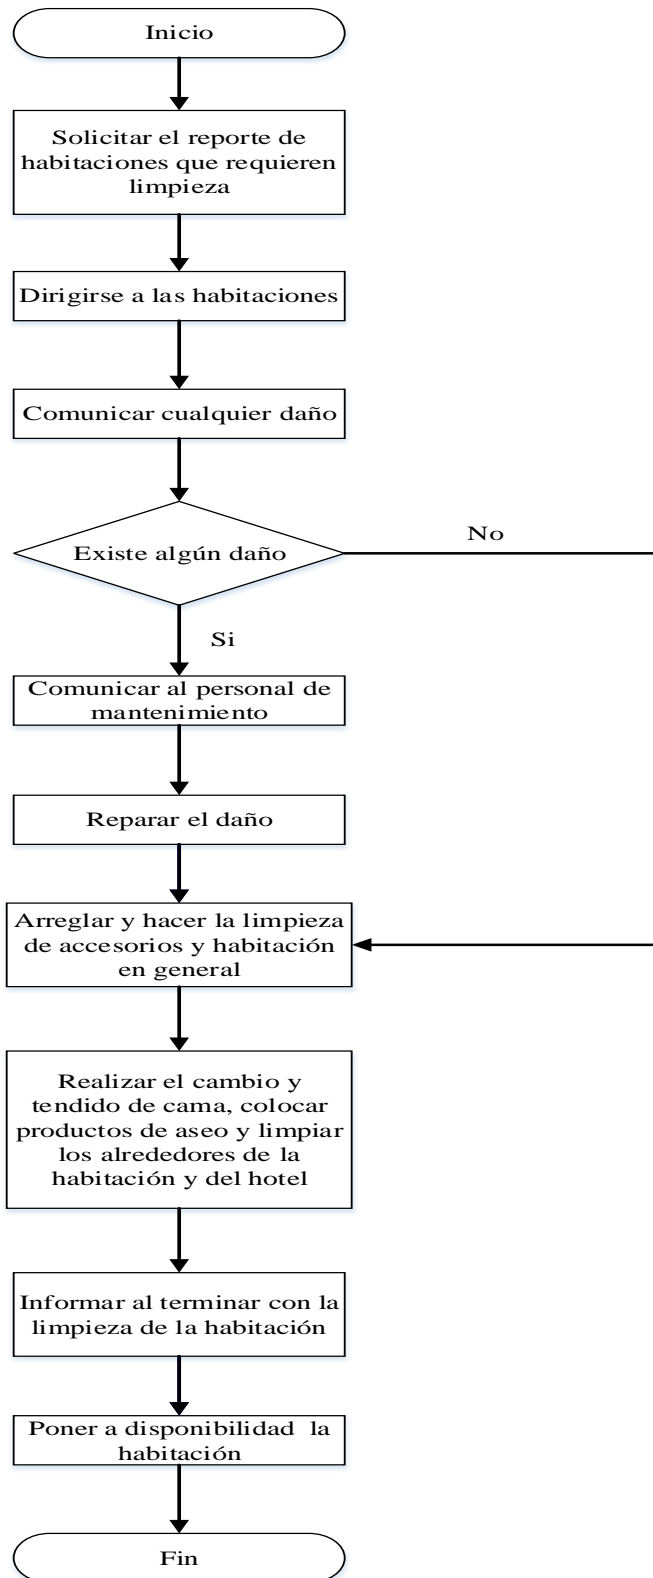 Inicio
Solicitar el reporte de
habitaciones que requieren
limpieza
Dirigirse a las habitaciones
Comunicar cualquier daño
Existe algún daño
No
Si
Comunicar al personal de
mantenimiento
Reparar el daño
Arreglar y hacer la limpieza
de accesorios y habitación
en general
Realizar el cambio y
tendido de cama, colocar
productos de aseo y limpiar
los alrededores de la
habitación y del hotel
Informar al terminar con la
limpieza de la habitación
Poner a disponibilidad la
habitación
Fin